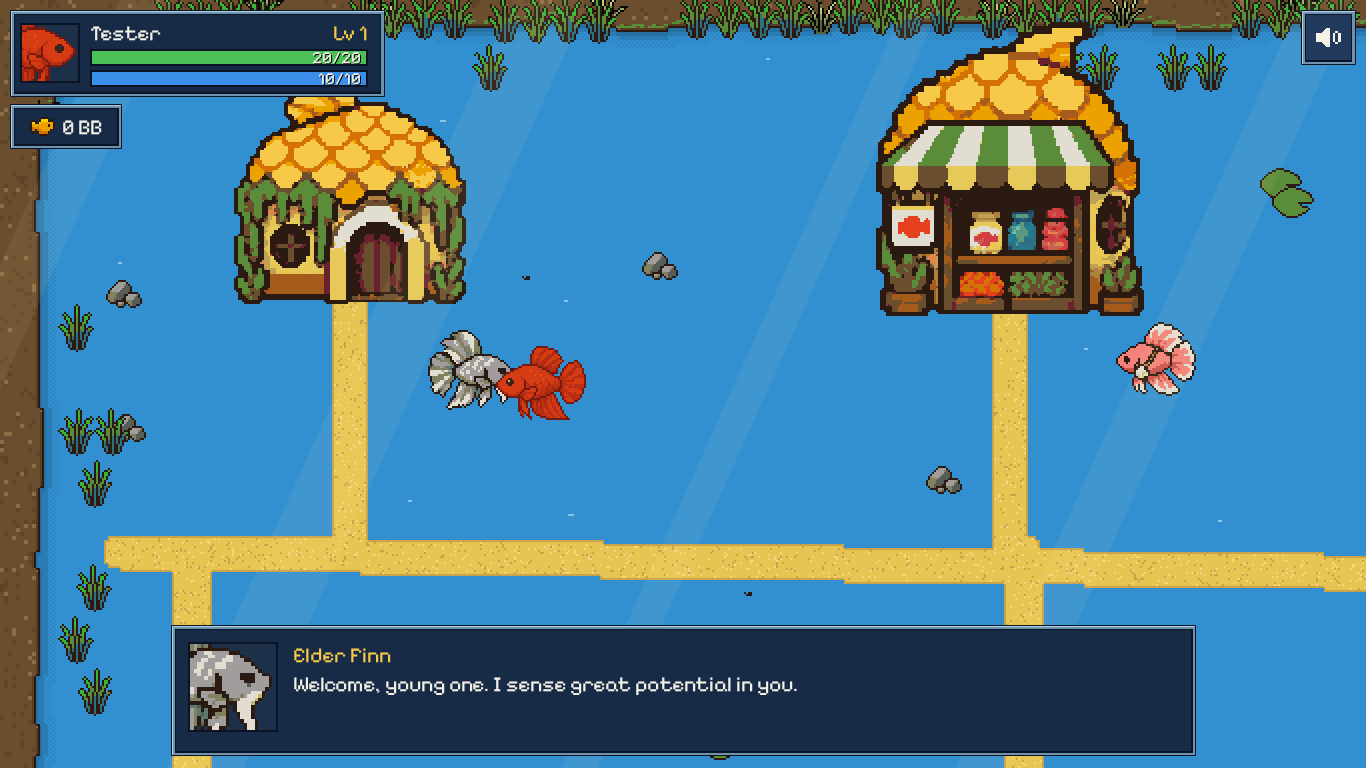 Tester Lv 1
20/20
10/10
0 BB
Elder Finn
Welcome, young one. I sense great potential in you.